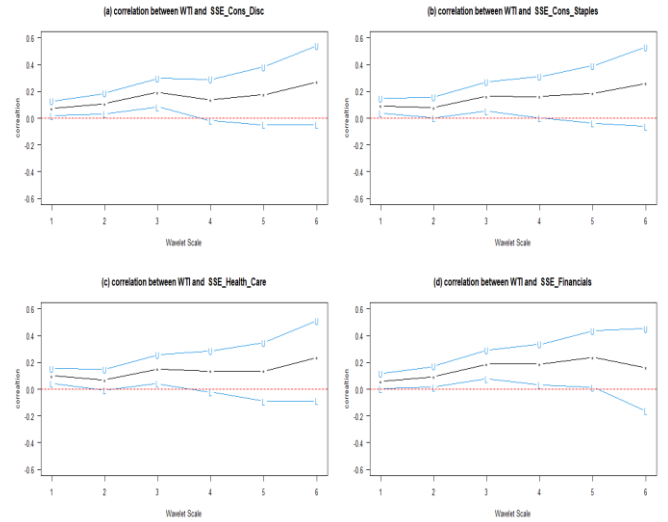 (a) correlation between WTI and SSE_Cons_Disc
correaltion
0.6
0.4
0.2
0.0
-0.2
-0.4
-0.6
U U U U U U
L L L L L L
1 2 3 4 5 6
Wavelet Scale
(b) correlation between WTI and SSE_Cons_Staples
correaltion
0.6
0.4
0.2
0.0
-0.2
-0.4
-0.6
U U U U U U
L L L L L L
1 2 3 4 5 6
Wavelet Scale
(c) correlation between WTI and SSE_Health_Care
correaltion
0.6
0.4
0.2
0.0
-0.2
-0.4
-0.6
U U U U U U
L L L L L L
1 2 3 4 5 6
Wavelet Scale
(d) correlation between WTI and SSE_Financials
correaltion
0.6
0.4
0.2
0.0
-0.2
-0.4
-0.6
U U U U U U
L L L L L L
1 2 3 4 5 6
Wavelet Scale